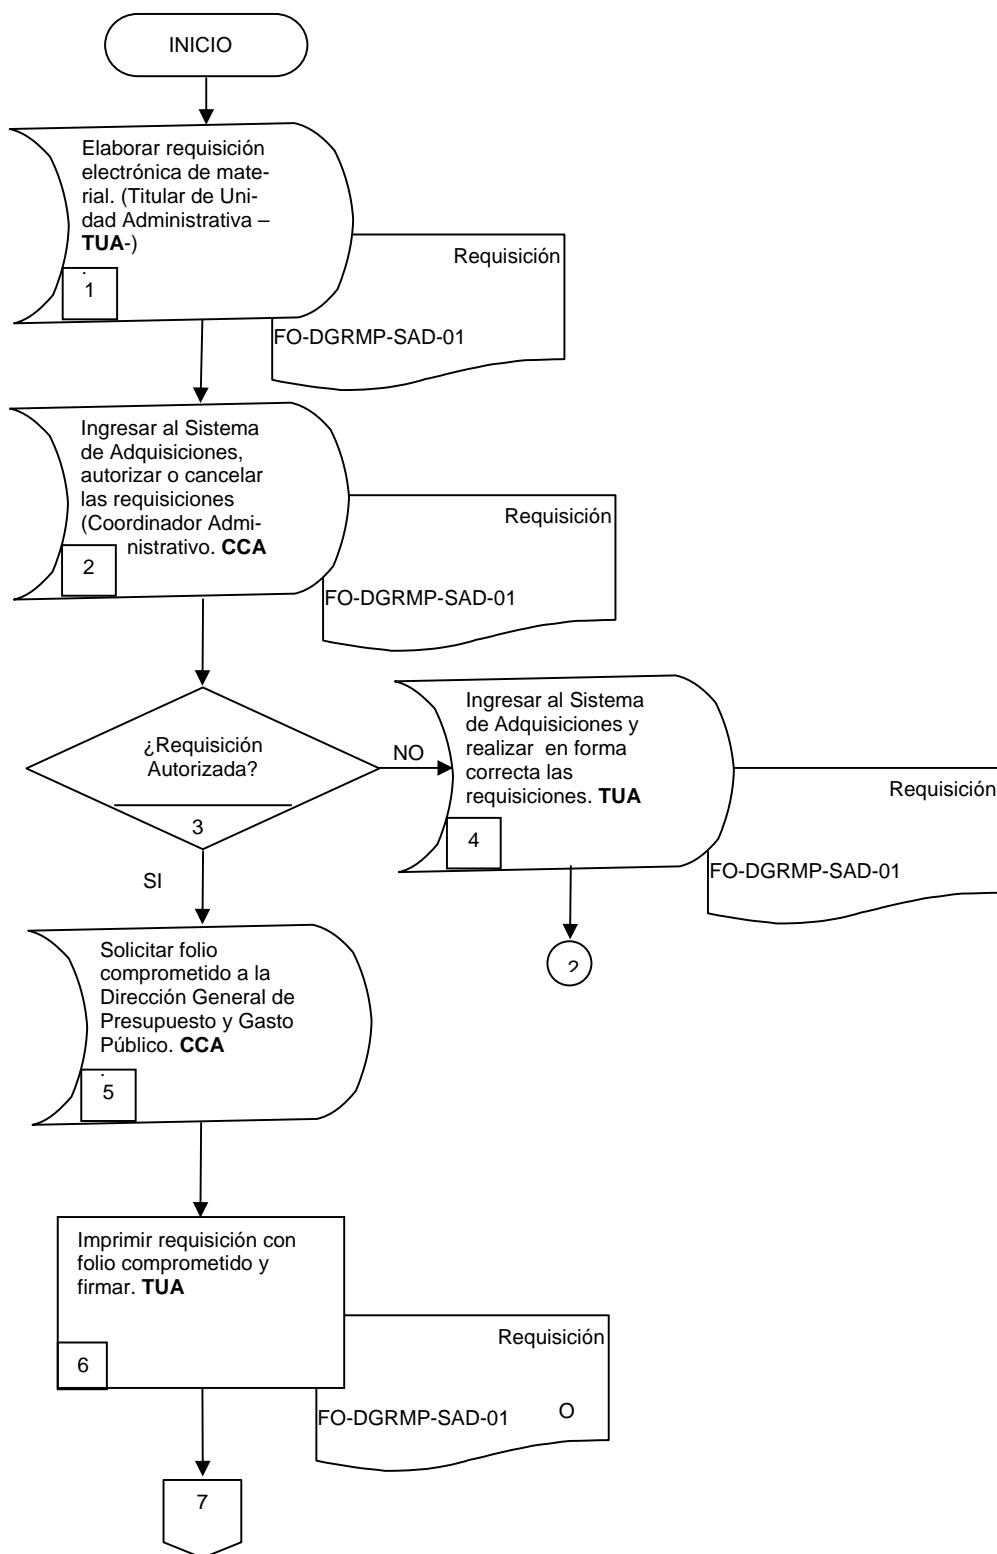 INICIO
Elaborar requisición
electrónica de mate-
rial. (Titular de Uni-
dad Administrativa –
TUA-)
.
1
Requisición
FO-DGRMP-SAD-01
Ingresar al Sistema
de Adquisiciones,
autorizar o cancelar
las requisiciones
(Coordinador Admi-
nistrativo. CCA
2
Requisición
FO-DGRMP-SAD-01
¿Requisición
Autorizada?
3
NO
SI
Ingresar al Sistema
de Adquisiciones y
realizar en forma
correcta las
requisiciones. TUA
4
Requisición
FO-DGRMP-SAD-01
2
Solicitar folio
comprometido a la
Dirección General de
Presupuesto y Gasto
Público. CCA
.
5
Imprimir requisición con
folio comprometido y
firmar. TUA
6
Requisición
FO-DGRMP-SAD-01 O
7